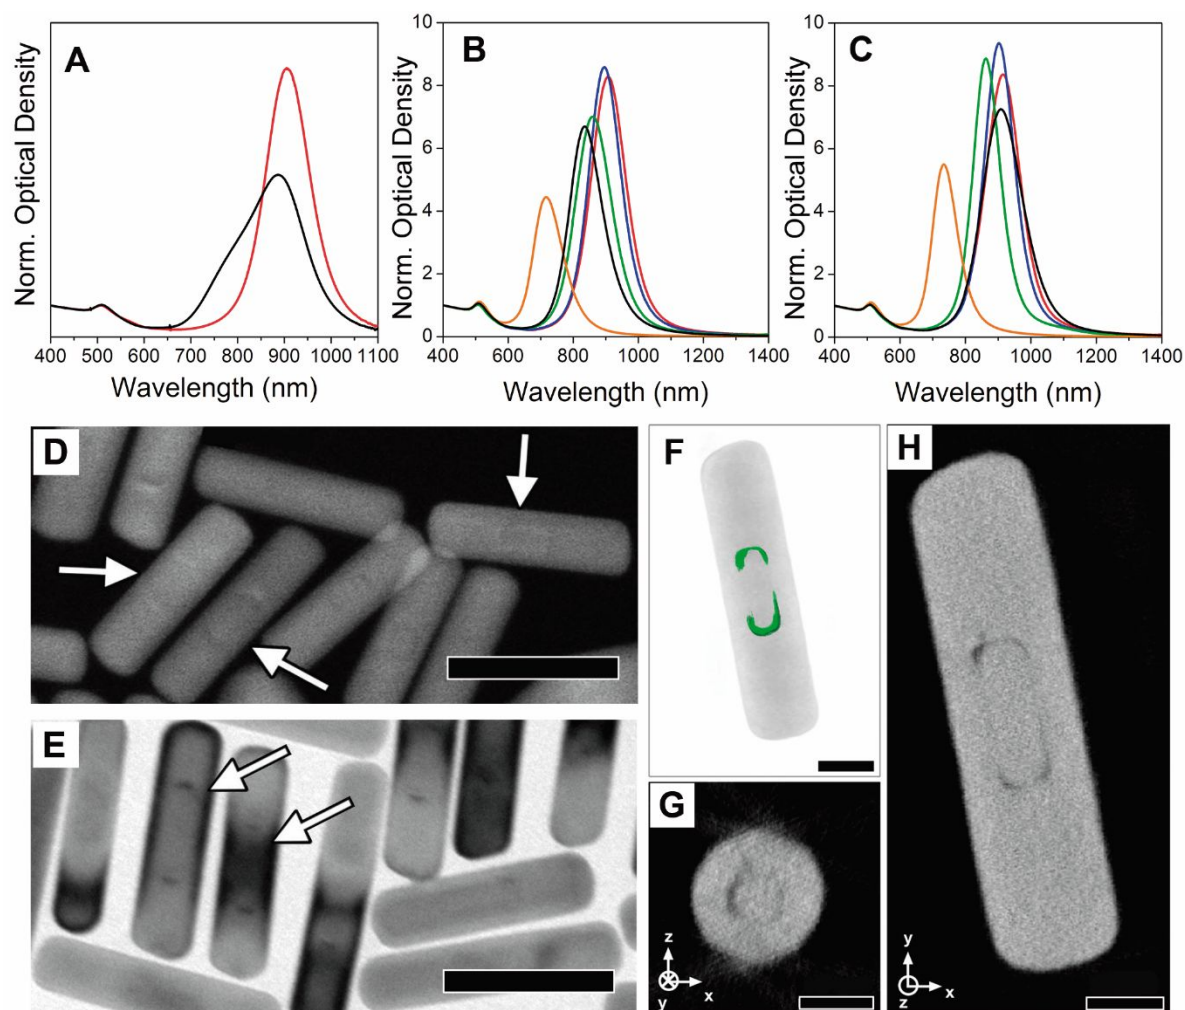 A
Norm. Optical Density
400 500 600 700 800 900 1000 1100
Wavelength (nm)
B
Norm. Optical Density
10
8
6
4
2
0
400 600 800 1000 1200 1400
Wavelength (nm)
C
Norm. Optical Density
10
8
6
4
2
0
400 600 800 1000 1200 1400
Wavelength (nm)
D
E
F
G
z
x
y
H
y
x
z